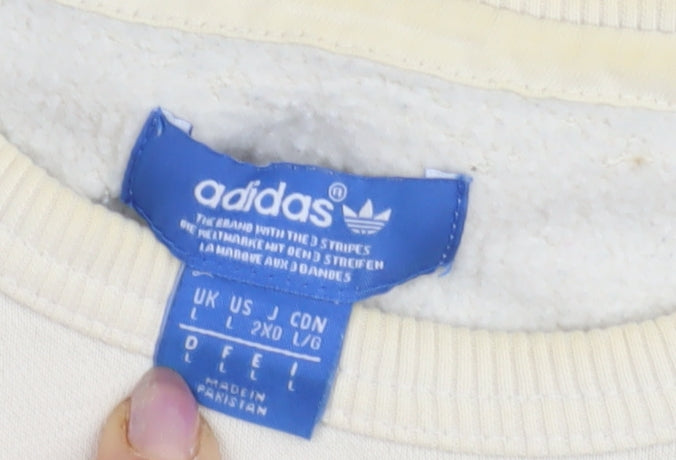 adidas®
THE BRAND WITH THE 3 STRIPES
DIE WELTMARKE MIT DEN 3 STREIFEN
LA MARQUE AUX 3 BANDES
UK US J CDN
L L 2XO L/G
D F E I
L L L L
MADE IN
PAKISTAN